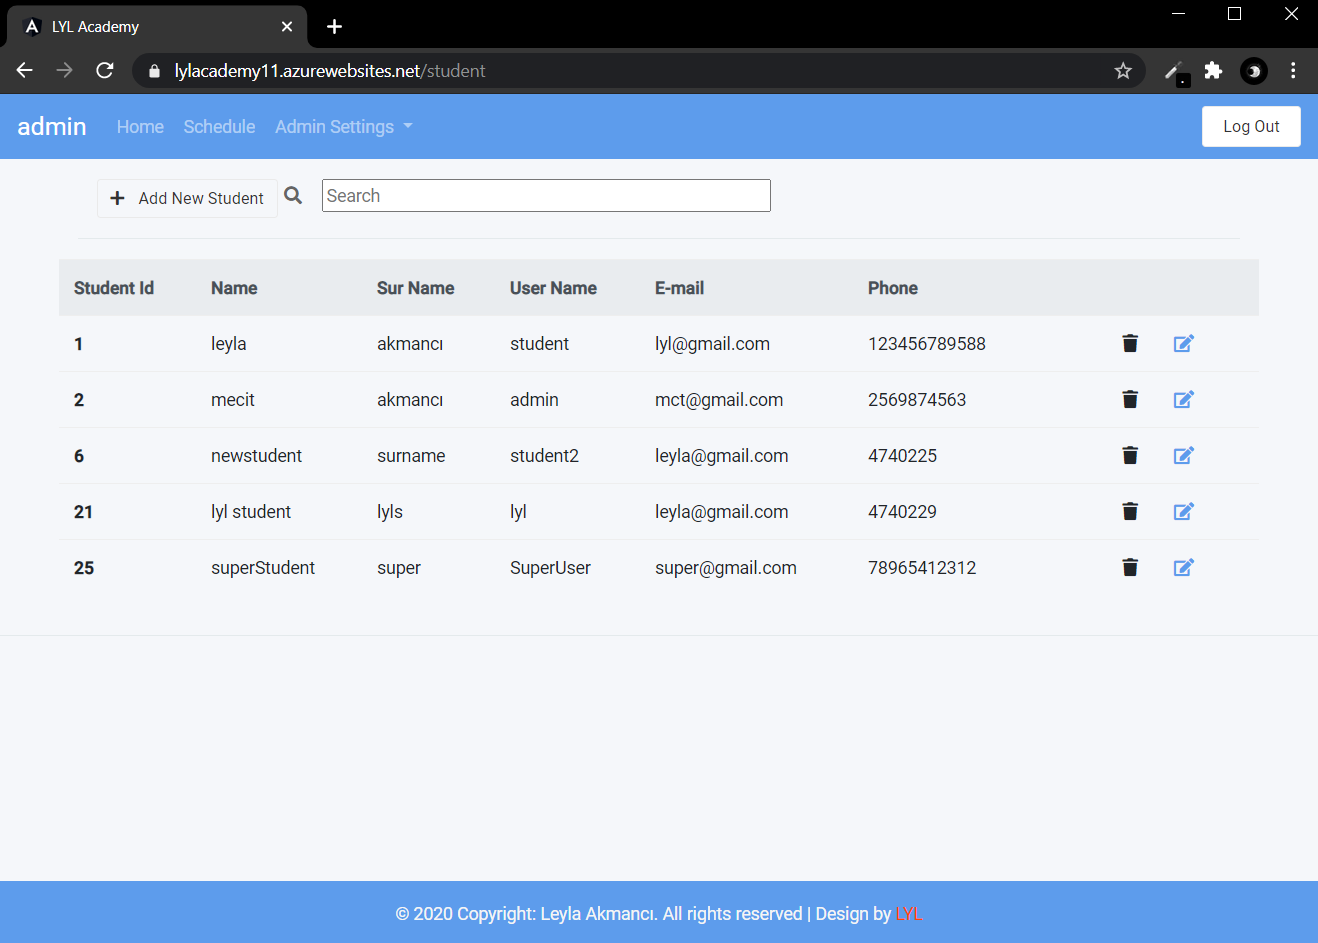 LYL Academy
lylacademy11.azurewebsites.net/student
admin Home Schedule Admin Settings Log Out
Add New Student Search
Student Id Name Sur Name User Name E-mail Phone
1 leyla akmancı student lyl@gmail.com 123456789588
2 mecit akmancı admin mct@gmail.com 2569874563
6 newstudent surname student2 leyla@gmail.com 4740225
21 lyl student lyls lyl leyla@gmail.com 4740229
25 superStudent super SuperUser super@gmail.com 78965412312
© 2020 Copyright: Leyla Akmancı. All rights reserved | Design by LYL